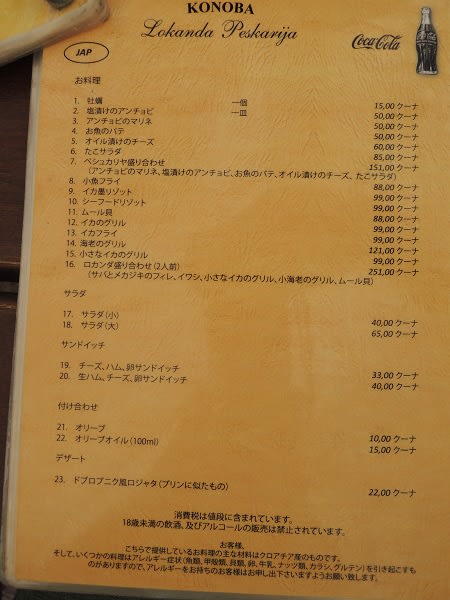 KONOBA
Lokanda Peskarija
JAP
Coca-Cola
お料理
1. 牡蠣 一個 15,00 クーナ
2. 塩漬けのアンチョビ 一皿 50,00 クーナ
3. アンチョビのマリネ 50,00 クーナ
4. お魚のパテ 50,00 クーナ
5. オイル漬けのチーズ 60,00 クーナ
6. たこサラダ 85,00 クーナ
7. ペシュカリヤ盛り合わせ 151,00 クーナ
(アンチョビのマリネ、塩漬けのアンチョビ、お魚のパテ、オイル漬けのチーズ、たこサラダ)
8. 小魚フライ 88,00 クーナ
9. イカ墨リゾット 99,00 クーナ
10. シーフードリゾット 99,00 クーナ
11. ムール貝 88,00 クーナ
12. イカのグリル 99,00 クーナ
13. イカフライ 99,00 クーナ
14. 海老のグリル 121,00 クーナ
15. 小さなイカのグリル 99,00 クーナ
16. ロカンダ盛り合わせ(2人前) 251,00 クーナ
(サバとメカジキのフィレ、イワシ、小さなイカのグリル、小海老のグリル、ムール貝)
サラダ
17. サラダ(小) 40,00 クーナ
18. サラダ(大) 65,00 クーナ
サンドイッチ
19. チーズ、ハム、卵サンドイッチ 33,00 クーナ
20. 生ハム、チーズ、卵サンドイッチ 40,00 クーナ
付け合わせ
21. オリーブ 10,00 クーナ
22. オリーブオイル(100ml) 15,00 クーナ
デザート
23. ドブロブニク風ロジャタ(プリンに似たもの) 22,00 クーナ
消費税は値段に含まれています。
18歳未満の飲酒、及びアルコールの販売は禁止されています。
お客様、
こちらで提供しているお料理の主な材料はクロアチア産のものです。
そして、いくつかの料理はアレルギー症状(魚類、甲殻類、貝類、卵、牛乳、ナッツ類、カラシ、グルテン)を引き起こすも
のがありますので、アレルギーをお持ちのお客様はお申し出下さいますようお願い致します。